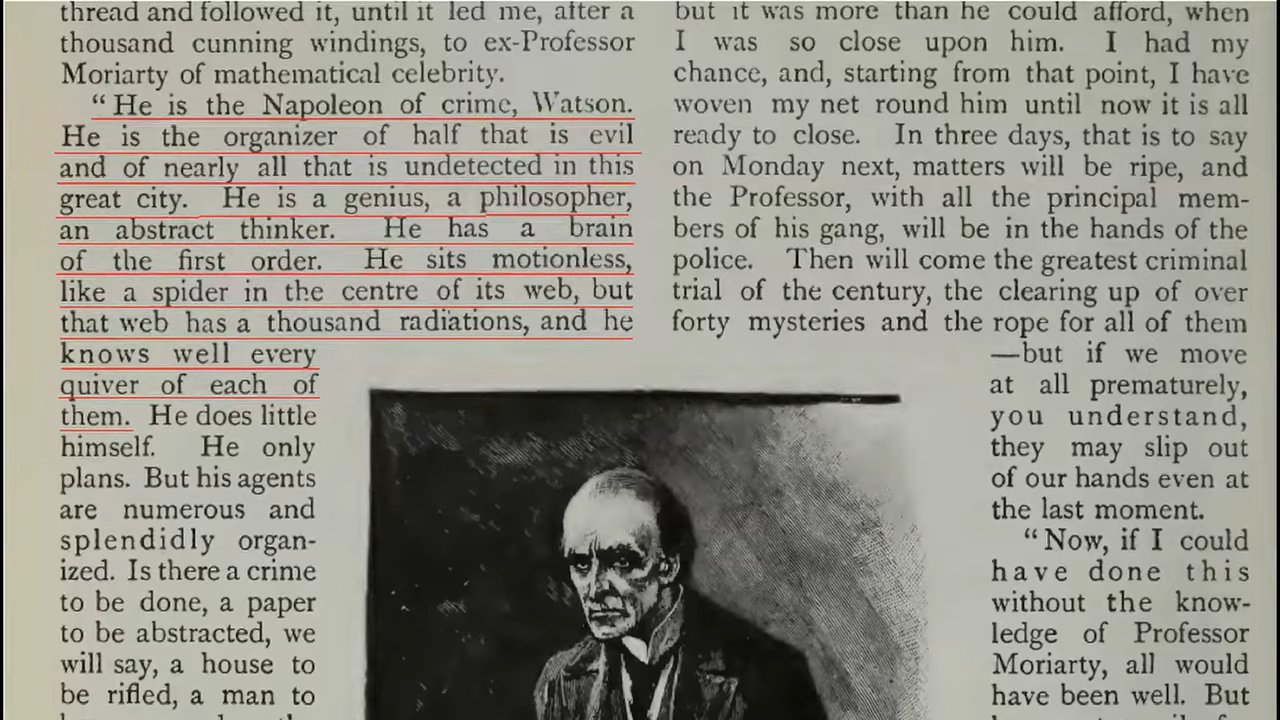 thread and followed it, until it led me, after a
thousand cunning windings, to ex-Professor
Moriarty of mathematical celebrity.
“ He is the Napoleon of crime, Watson.
He is the organizer of half that is evil
and of nearly all that is undetected in this
great city. He is a genius, a philosopher,
an abstract thinker. He has a brain
of the first order. He sits motionless,
like a spider in the centre of its web, but
that web has a thousand radiations, and he
knows well every
quiver of each of
them. He does little
himself. He only
plans. But his agents
are numerous and
splendidly organ-
ized. Is there a crime
to be done, a paper
to be abstracted, we
will say, a house to
be rifled, a man to
but it was more than he could afford, when
I was so close upon him. I had my
chance, and, starting from that point, I have
woven my net round him until now it is all
ready to close. In three days, that is to say
on Monday next, matters will be ripe, and
the Professor, with all the principal mem-
bers of his gang, will be in the hands of the
police. Then will come the greatest criminal
trial of the century, the clearing up of over
forty mysteries and the rope for all of them
—but if we move
at all prematurely,
you understand,
they may slip out
of our hands even at
the last moment.
“ Now, if I could
have done this
without the know-
ledge of Professor
Moriarty, all would
have been well. But